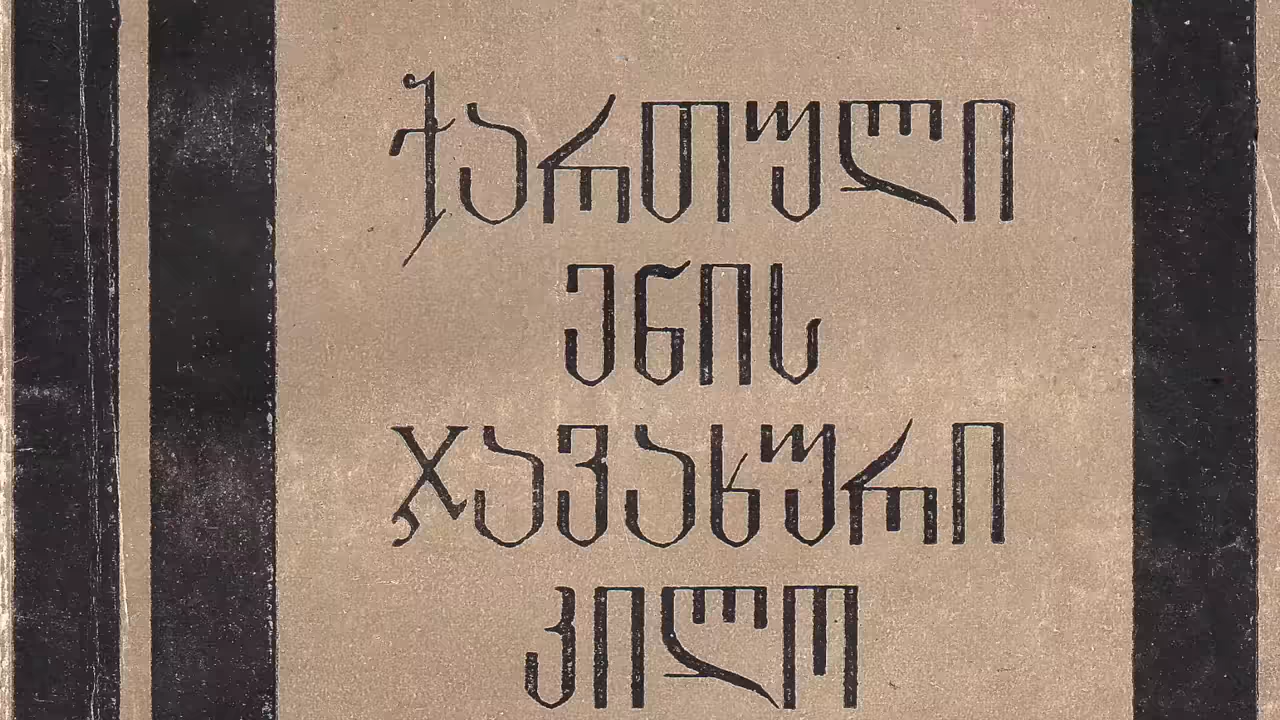 ქართული
ენის
ჯავახური
კილო